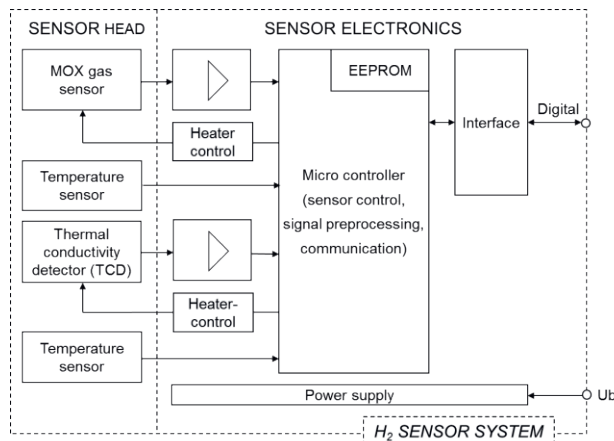 SENSOR HEAD
SENSOR ELECTRONICS
MOX gas
sensor
EEPROM
Heater
control
Interface
Digital
Temperature
sensor
Micro controller
(sensor control,
signal preprocessing,
communication)
Thermal
conductivity
detector (TCD)
Heater-
control
Temperature
sensor
Power supply
Ub
H₂ SENSOR SYSTEM